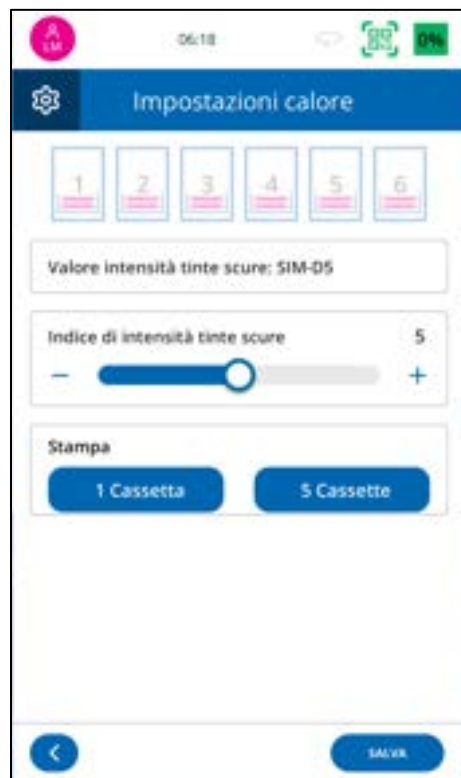 LM
06:18
0%
Impostazioni calore
1 2 3 4 5 6
Valore intensità tinte scure: SIM-D5
Indice di intensità tinte scure 5
− +
Stampa
1 Cassetta 5 Cassette
SALVA